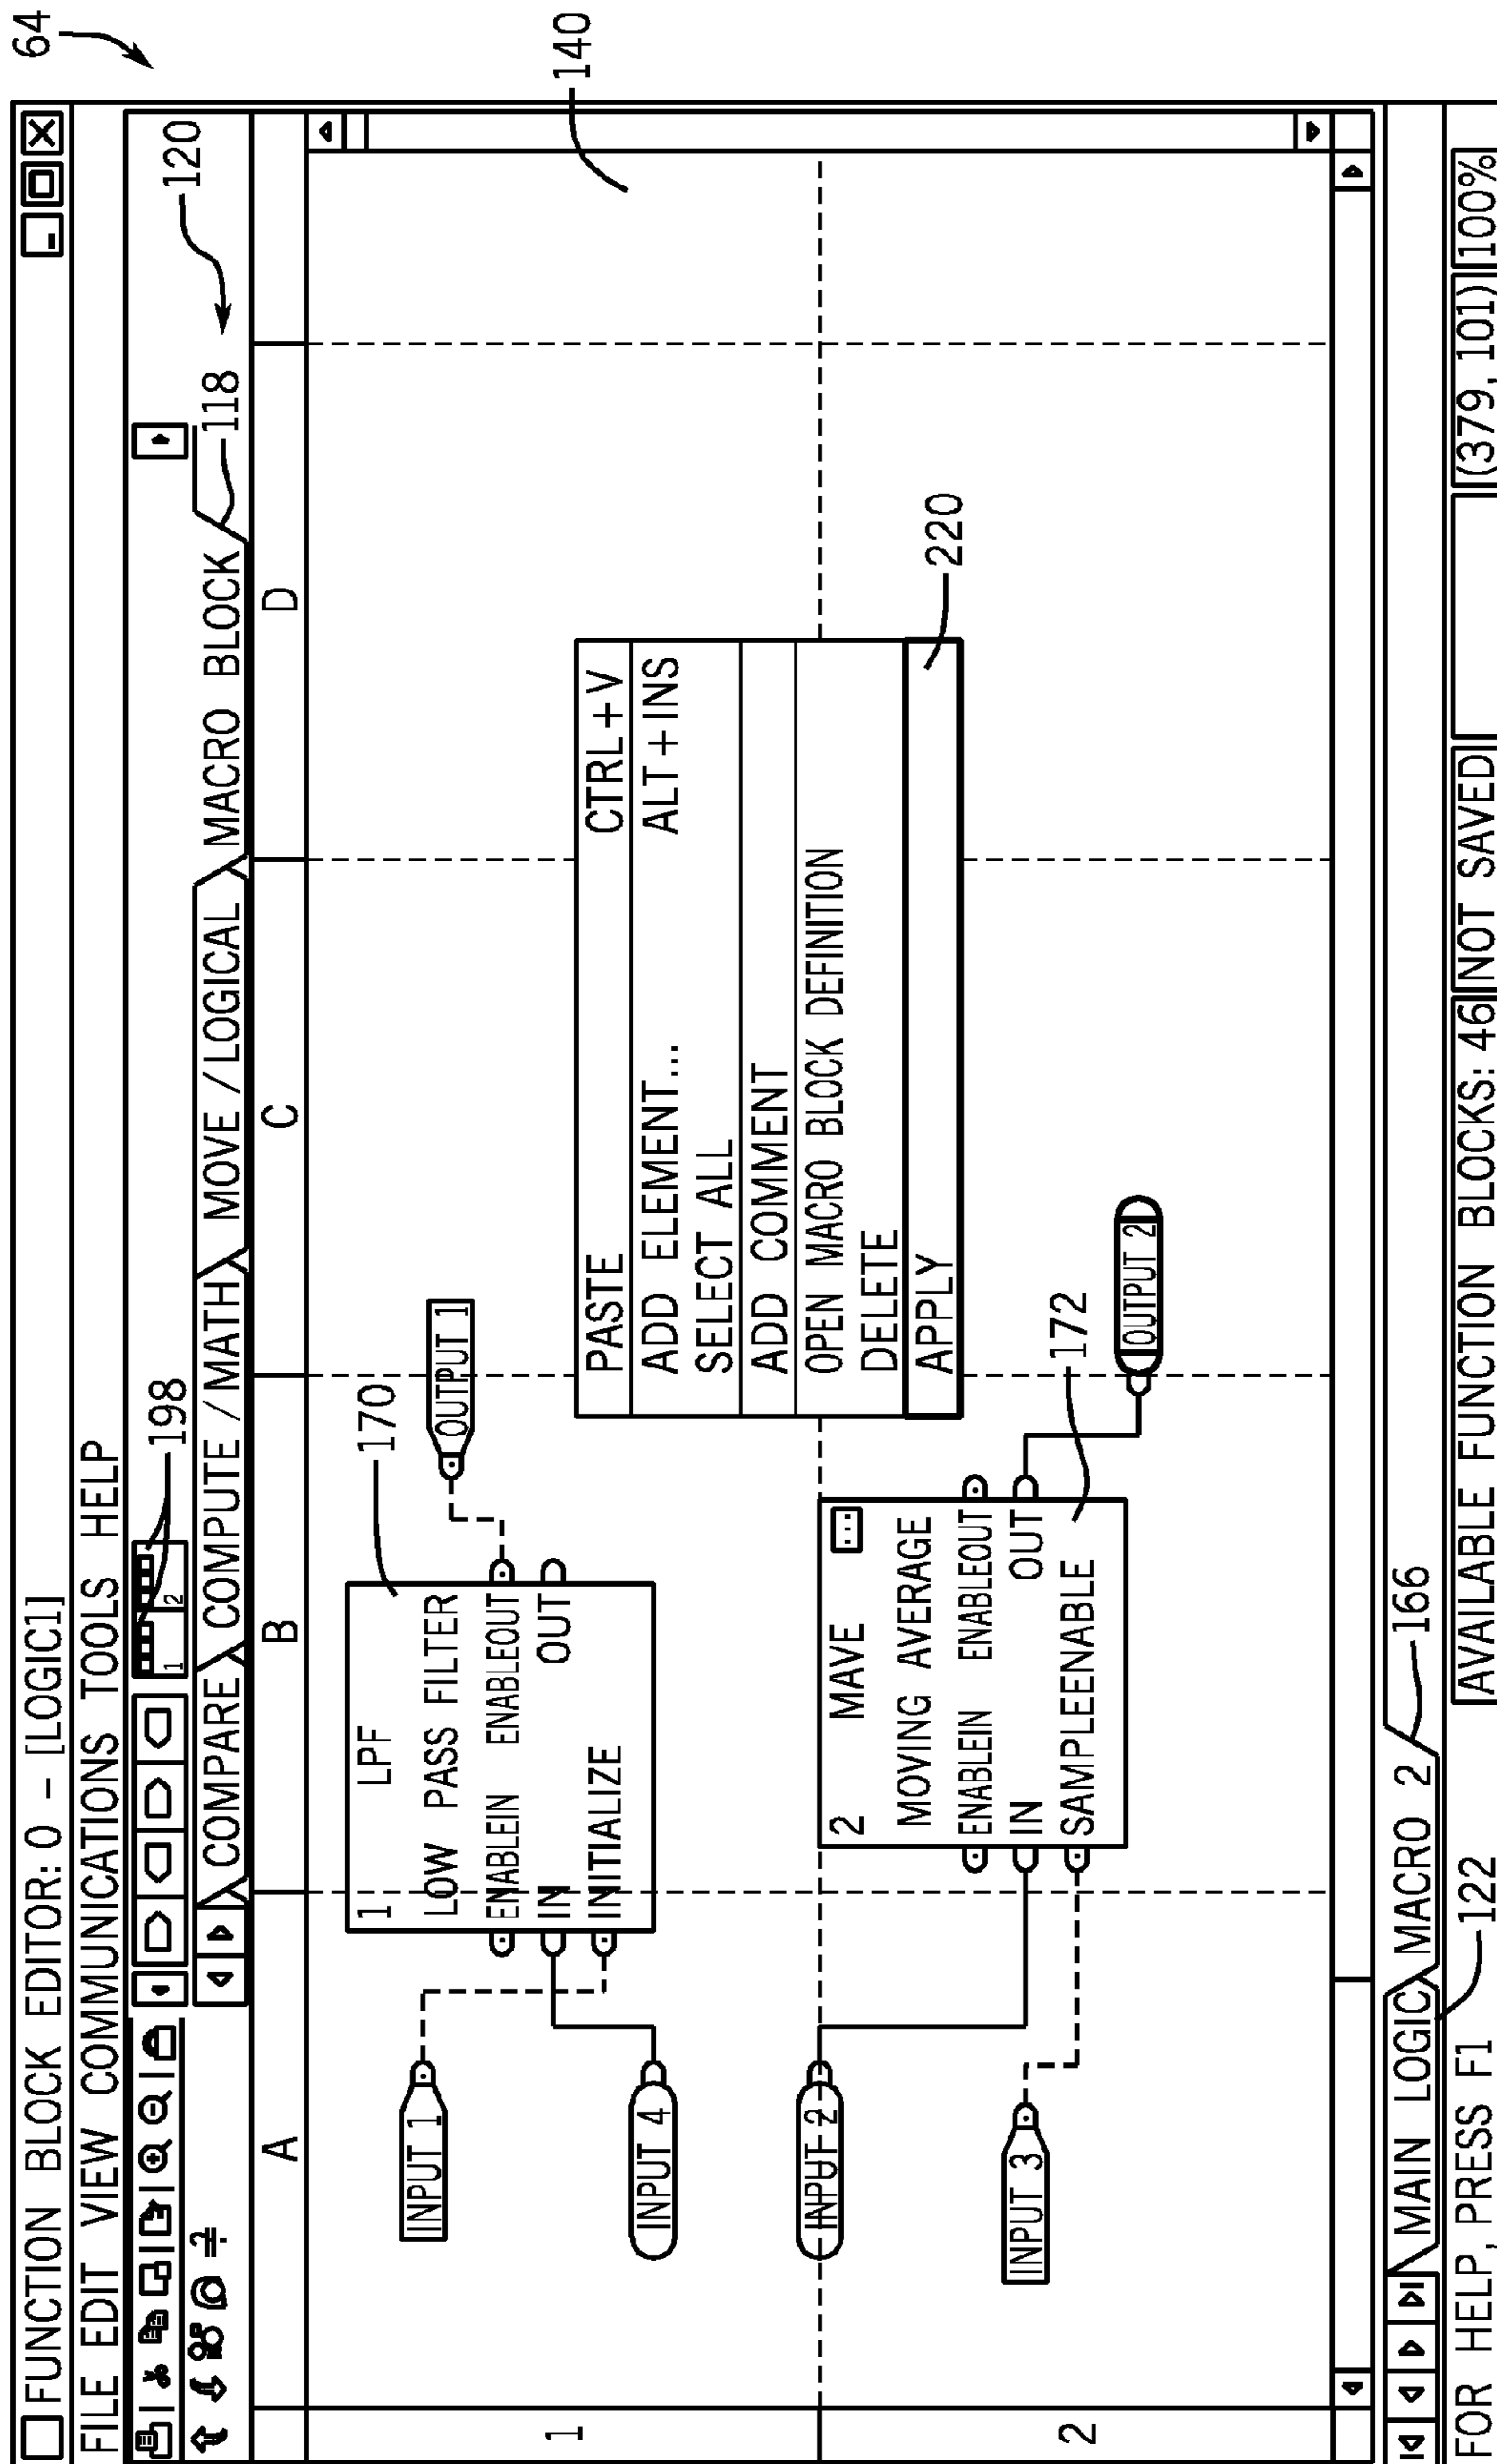 64
FUNCTION BLOCK EDITOR: 0 - [LOGIC1]
FILE EDIT VIEW COMMUNICATIONS TOOLS HELP
1 2
198
120
COMPARE COMPUTE/MATH MOVE/LOGICAL MACRO BLOCK
118
A B C D
140
1
2
INPUT 1
INPUT 4
INPUT 2
INPUT 3
1 LPF
LOW PASS FILTER
ENABLEIN ENABLEOUT
IN OUT
INITIALIZE
170
OUTPUT 1
2 MAVE ...
MOVING AVERAGE
ENABLEIN ENABLEOUT
IN OUT
SAMPLEENABLE
172
OUTPUT 2
PASTE CTRL+V
ADD ELEMENT... ALT+INS
SELECT ALL
ADD COMMENT
OPEN MACRO BLOCK DEFINITION
DELETE
APPLY
220
MAIN LOGIC MACRO 2
166
122
FOR HELP, PRESS F1 AVAILABLE FUNCTION BLOCKS: 46 NOT SAVED (379, 101) 100%